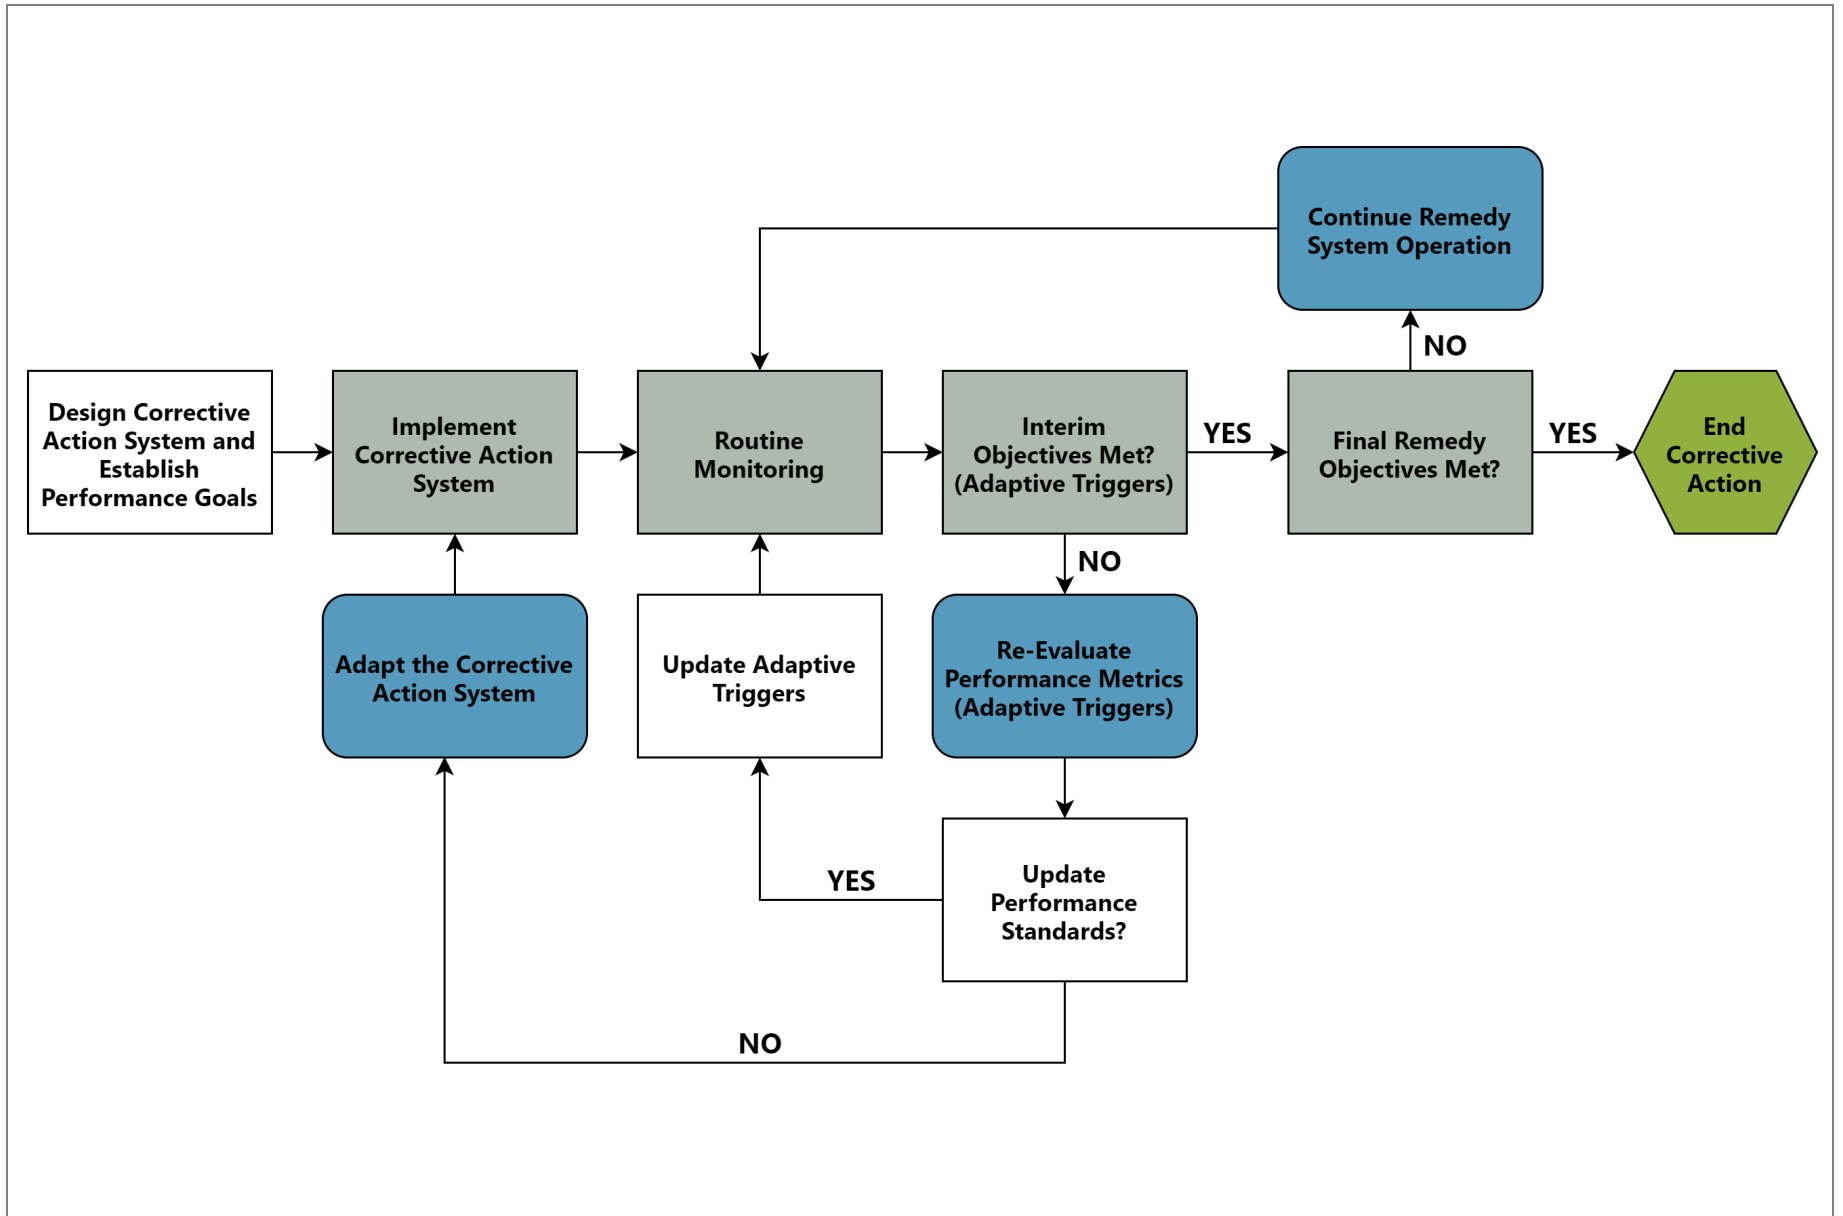 Continue Remedy
System Operation
NO
Design Corrective
Action System and
Establish
Performance Goals
Implement
Corrective Action
System
Routine
Monitoring
Interim
Objectives Met?
(Adaptive Triggers)
YES
Final Remedy
Objectives Met?
YES
End
Corrective
Action
NO
Adapt the Corrective
Action System
Update Adaptive
Triggers
Re-Evaluate
Performance Metrics
(Adaptive Triggers)
YES
Update
Performance
Standards?
NO